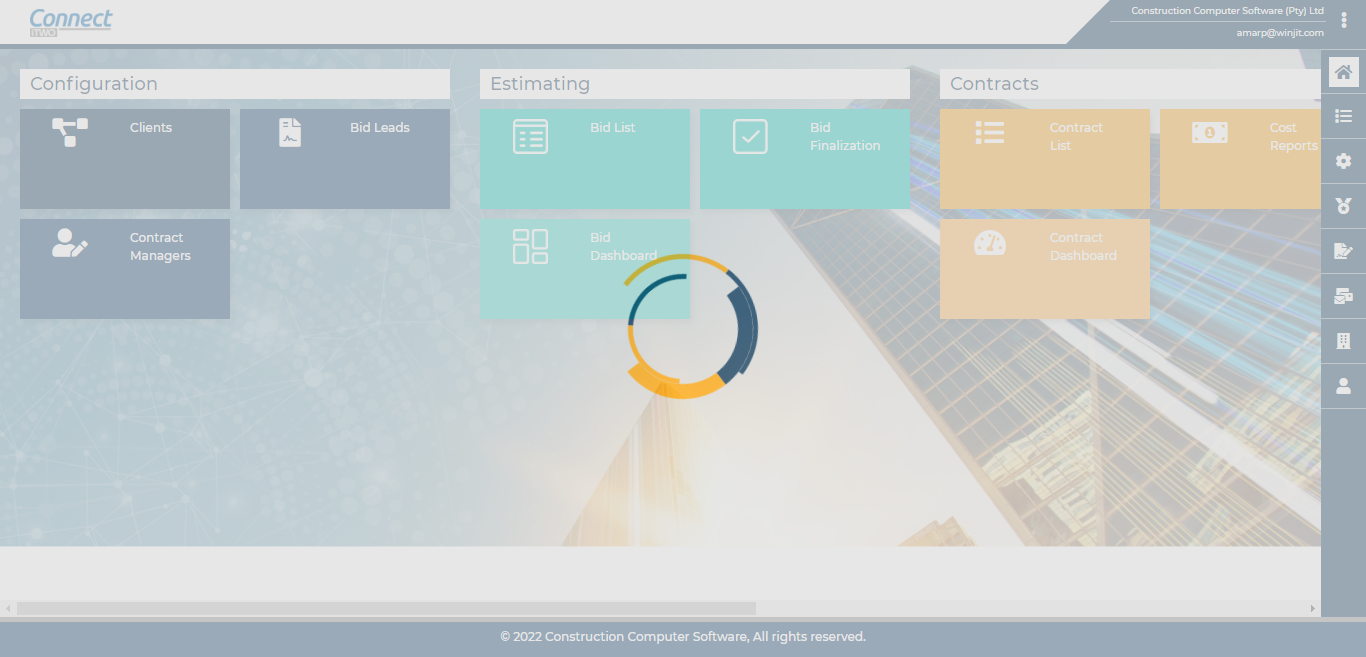 Connect
iTWO
Construction Computer Software (Pty) Ltd
amarp@winjit.com
Configuration
Estimating
Contracts
Clients
Bid Leads
Bid List
Bid
Finalization
Contract
List
Cost
Reports
Contract
Managers
Bid
Dashboard
Contract
Dashboard
© 2022 Construction Computer Software, All rights reserved.